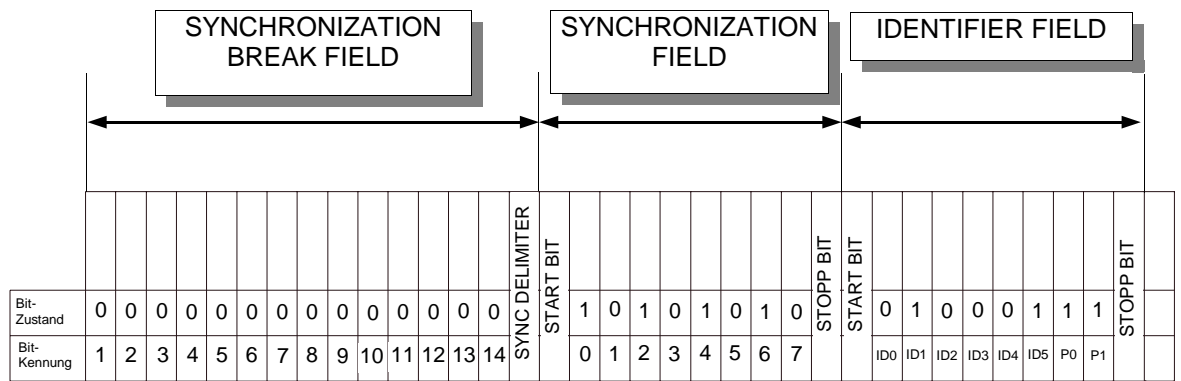 SYNCHRONIZATION
BREAK FIELD
SYNCHRONIZATION
FIELD
IDENTIFIER FIELD
SYNC DELIMITER
START BIT
STOPP BIT
START BIT
STOPP BIT
Bit-
Zustand
0 0 0 0 0 0 0 0 0 0 0 0 0 0 1 0 1 0 1 0 1 0 0 1 0 0 0 1 1 1
Bit-
Kennung
1 2 3 4 5 6 7 8 9 10 11 12 13 14 0 1 2 3 4 5 6 7 ID0 ID1 ID2 ID3 ID4 ID5 P0 P1